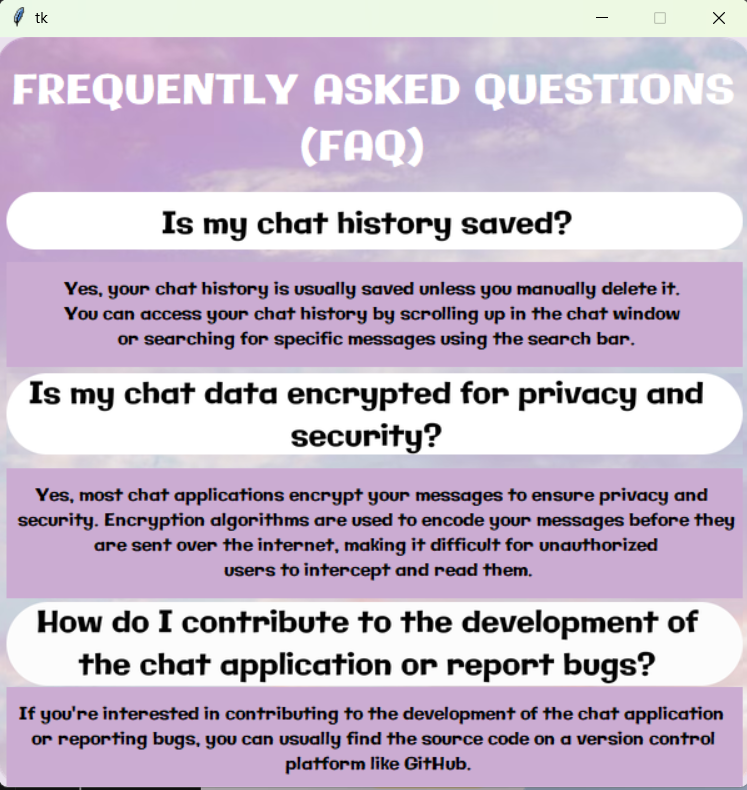 tk
FREQUENTLY ASKED QUESTIONS
(FAQ)
Is my chat history saved?
Yes, your chat history is usually saved unless you manually delete it.
You can access your chat history by scrolling up in the chat window
or searching for specific messages using the search bar.
Is my chat data encrypted for privacy and
security?
Yes, most chat applications encrypt your messages to ensure privacy and
security. Encryption algorithms are used to encode your messages before they
are sent over the internet, making it difficult for unauthorized
users to intercept and read them.
How do I contribute to the development of
the chat application or report bugs?
If you're interested in contributing to the development of the chat application
or reporting bugs, you can usually find the source code on a version control
platform like GitHub.